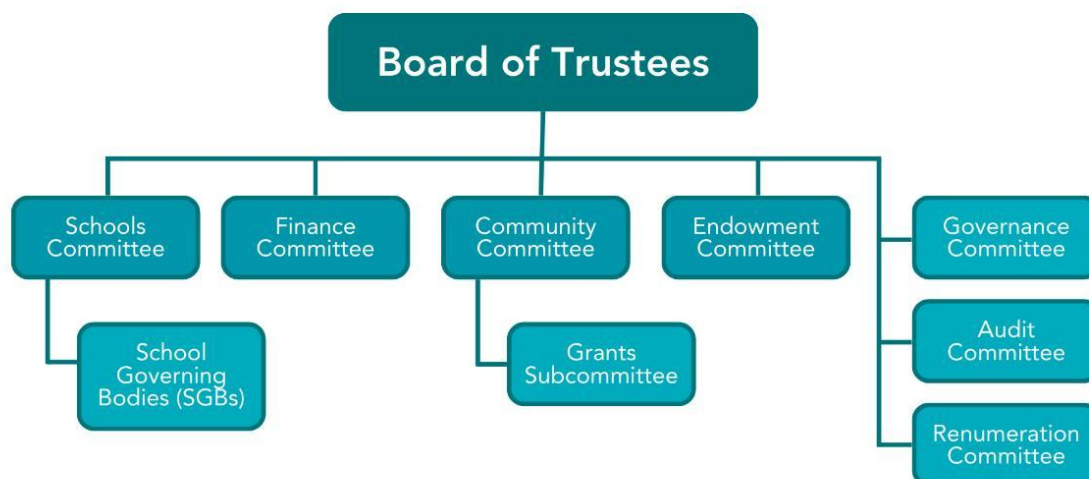 Board of Trustees
Schools
Committee
Finance
Committee
Community
Committee
Endowment
Committee
Governance
Committee
School
Governing
Bodies (SGBs)
Grants
Subcommittee
Audit
Committee
Renumeration
Committee